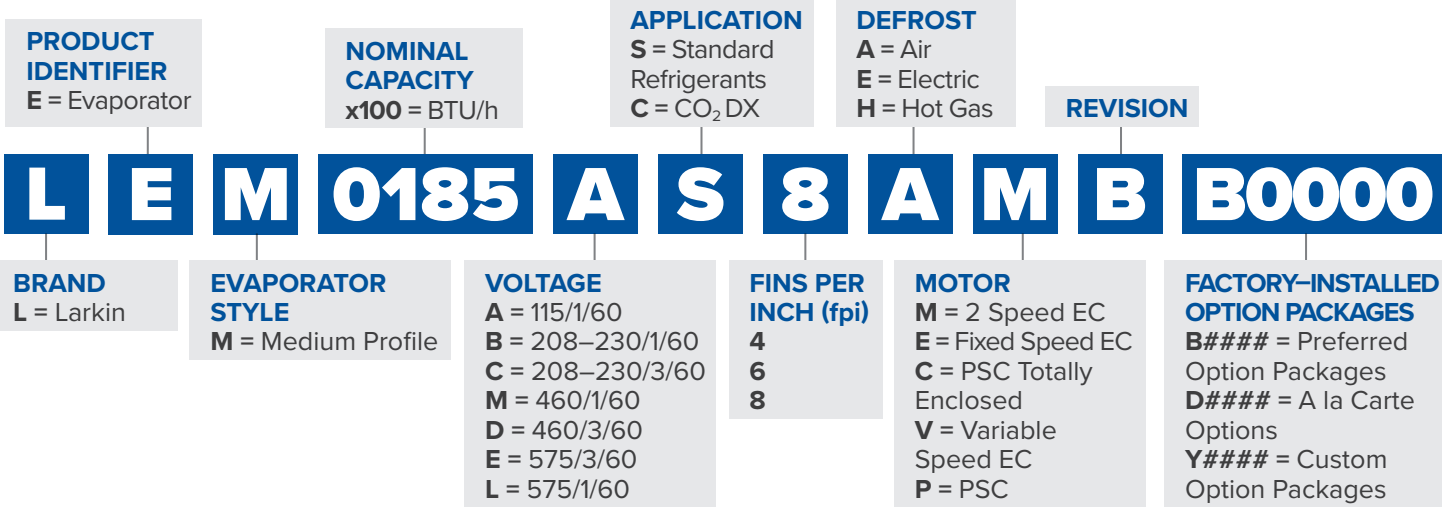 PRODUCT
IDENTIFIER
E = Evaporator
NOMINAL
CAPACITY
x100 = BTU/h
APPLICATION
S = Standard
Refrigerants
C = CO₂ DX
DEFROST
A = Air
E = Electric
H = Hot Gas
REVISION
L E M 0185 A S 8 A M B B0000
BRAND
L = Larkin
EVAPORATOR
STYLE
M = Medium Profile
VOLTAGE
A = 115/1/60
B = 208–230/1/60
C = 208–230/3/60
M = 460/1/60
D = 460/3/60
E = 575/3/60
L = 575/1/60
FINS PER
INCH (fpi)
4
6
8
MOTOR
M = 2 Speed EC
E = Fixed Speed EC
C = PSC Totally
Enclosed
V = Variable
Speed EC
P = PSC
FACTORY–INSTALLED
OPTION PACKAGES
B#### = Preferred
Option Packages
D#### = A la Carte
Options
Y#### = Custom
Option Packages